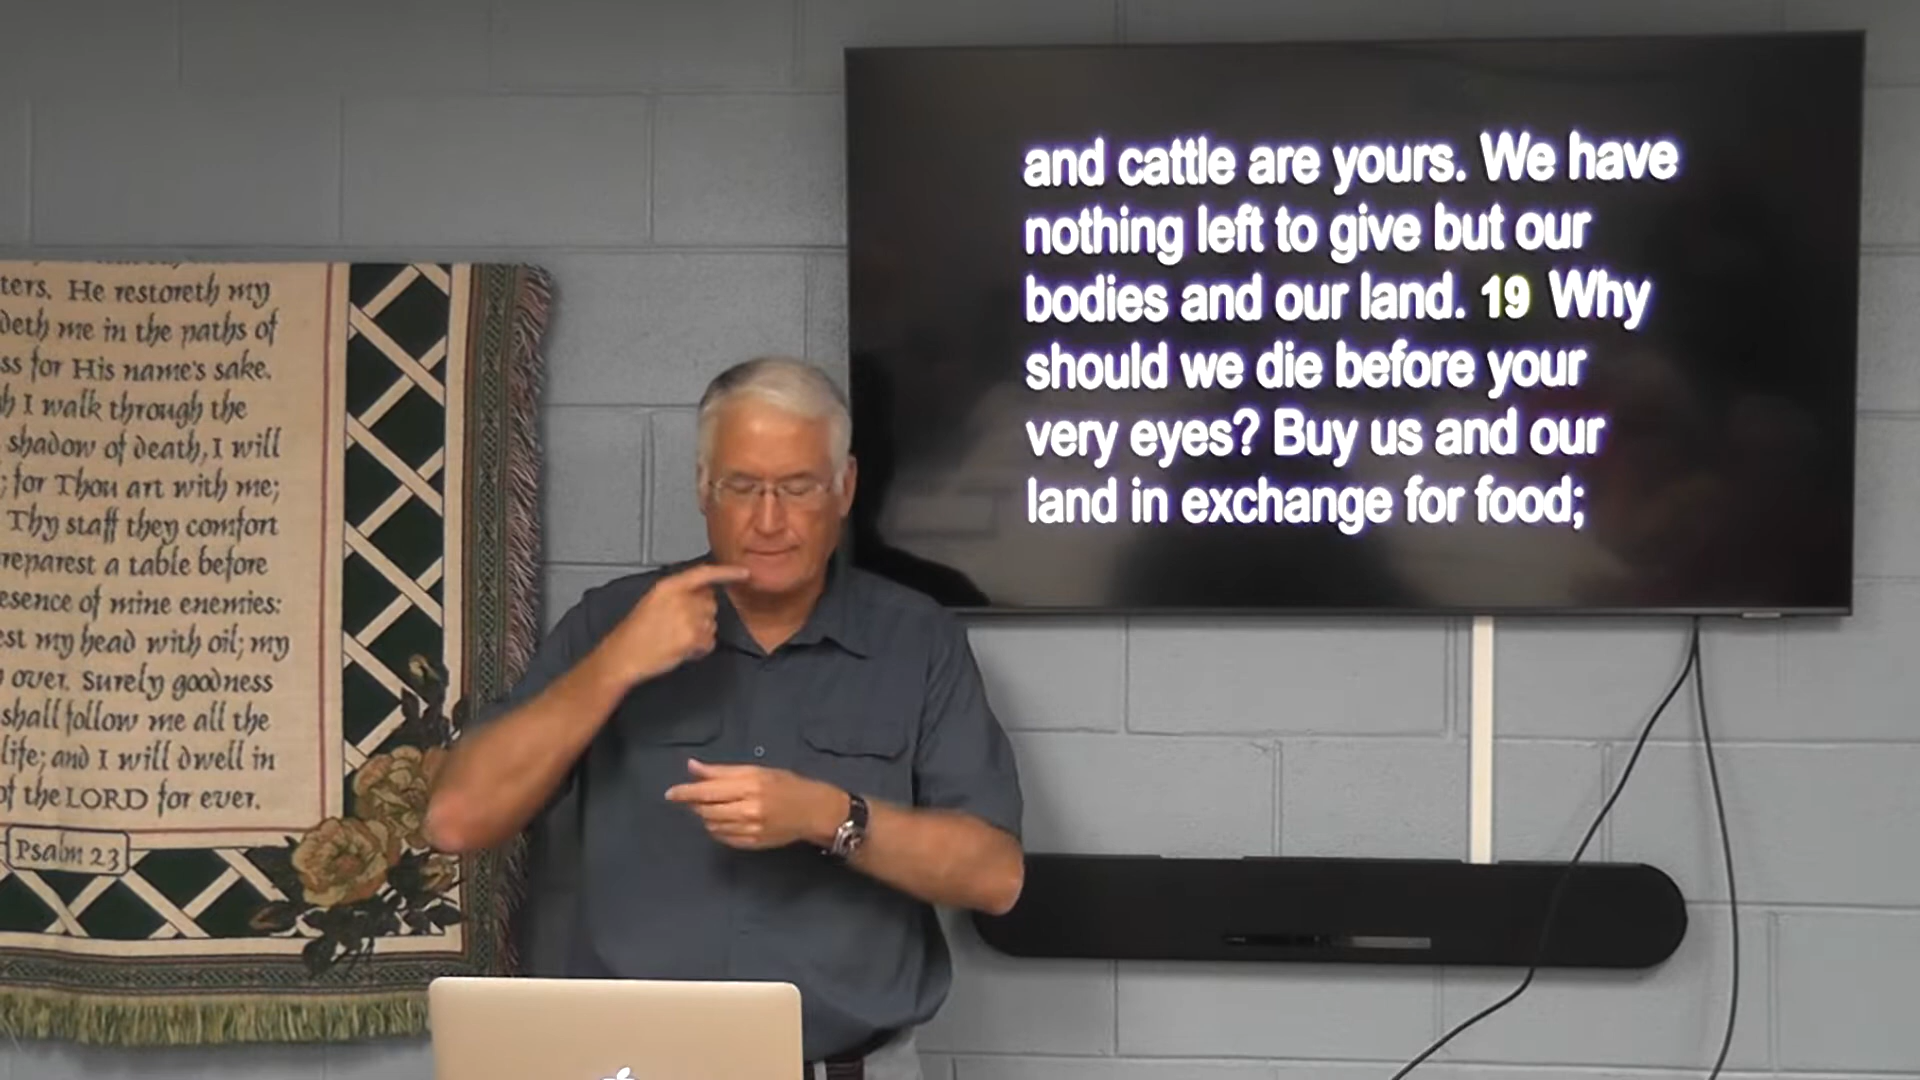 ters. He restoreth my
deth me in the paths of
ss for His name's sake.
h I walk through the
shadow of death, I will
; for Thou art with me;
Thy staff they comfort
reparest a table before
esence of mine enemies:
est my head with oil; my
over. Surely goodness
shall follow me all the
life; and I will dwell in
of the LORD for ever.
Psalm 23
and cattle are yours. We have
nothing left to give but our
bodies and our land. 19 Why
should we die before your
very eyes? Buy us and our
land in exchange for food;